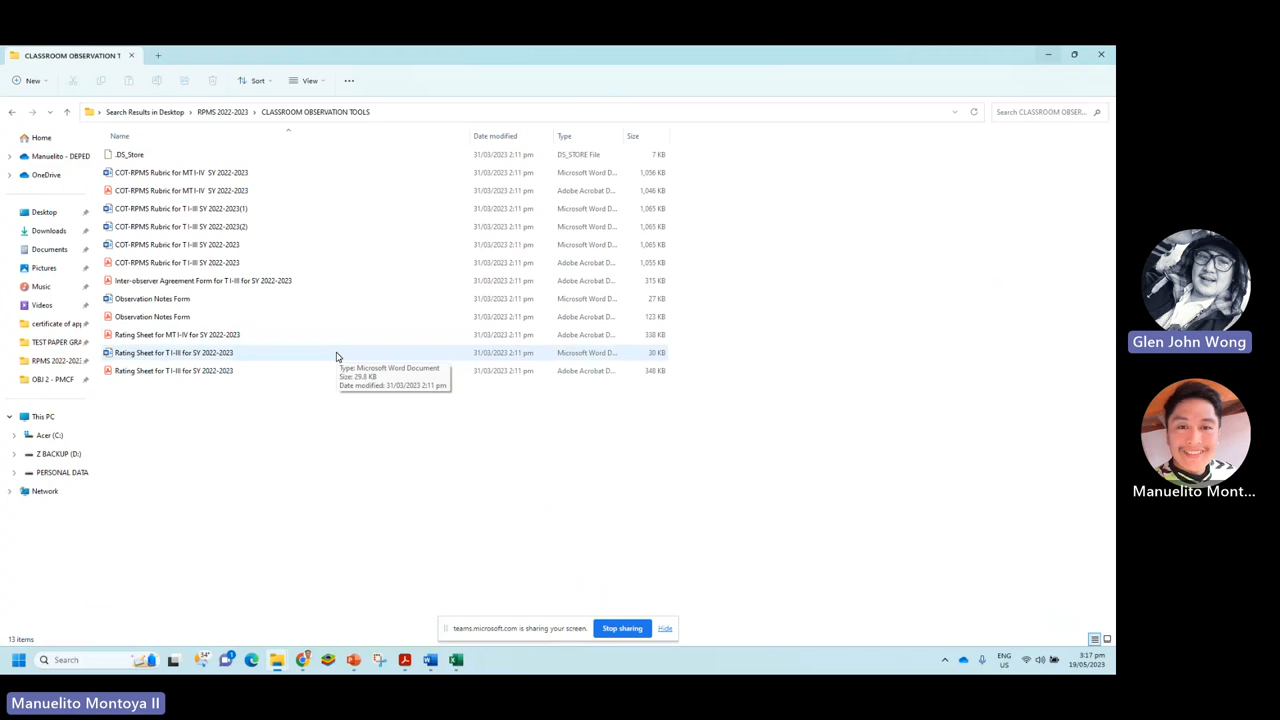 CLASSROOM OBSERVATION T
New
Sort
View
Search Results in Desktop > RPMS 2022-2023 > CLASSROOM OBSERVATION TOOLS
Search CLASSROOM OBSER...
Name Date modified Type Size
.DS_Store 31/03/2023 2:11 pm DS_STORE File 7 KB
COT-RPMS Rubric for MT I-IV  SY 2022-2023 31/03/2023 2:11 pm Microsoft Word D... 1,056 KB
COT-RPMS Rubric for MT I-IV  SY 2022-2023 31/03/2023 2:11 pm Adobe Acrobat D... 1,046 KB
COT-RPMS Rubric for T I-III SY 2022-2023(1) 31/03/2023 2:11 pm Microsoft Word D... 1,065 KB
COT-RPMS Rubric for T I-III SY 2022-2023(2) 31/03/2023 2:11 pm Microsoft Word D... 1,065 KB
COT-RPMS Rubric for T I-III SY 2022-2023 31/03/2023 2:11 pm Microsoft Word D... 1,065 KB
COT-RPMS Rubric for T I-III SY 2022-2023 31/03/2023 2:11 pm Adobe Acrobat D... 1,055 KB
Inter-observer Agreement Form for T I-III for SY 2022-2023 31/03/2023 2:11 pm Adobe Acrobat D... 315 KB
Observation Notes Form 31/03/2023 2:11 pm Microsoft Word D... 27 KB
Observation Notes Form 31/03/2023 2:11 pm Adobe Acrobat D... 123 KB
Rating Sheet for MT I-IV for SY 2022-2023 31/03/2023 2:11 pm Adobe Acrobat D... 338 KB
Rating Sheet for T I-III for SY 2022-2023 31/03/2023 2:11 pm Microsoft Word D... 30 KB
Rating Sheet for T I-III for SY 2022-2023 31/03/2023 2:11 pm Adobe Acrobat D... 348 KB
Type: Microsoft Word Document
Size: 29.8 KB
Date modified: 31/03/2023 2:11 pm
Home
Manuelito - DEPED
OneDrive
Desktop
Downloads
Documents
Pictures
Music
Videos
certificate of app
TEST PAPER GRA
RPMS 2022-2023
OBJ 2 - PMCF
This PC
Acer (C:)
Z BACKUP (D:)
PERSONAL DATA
Network
13 items
teams.microsoft.com is sharing your screen.
Stop sharing
Hide
Search
34°
1
ENG
US
3:17 pm
19/05/2023
Glen John Wong
Manuelito Mont...
Manuelito Montoya II